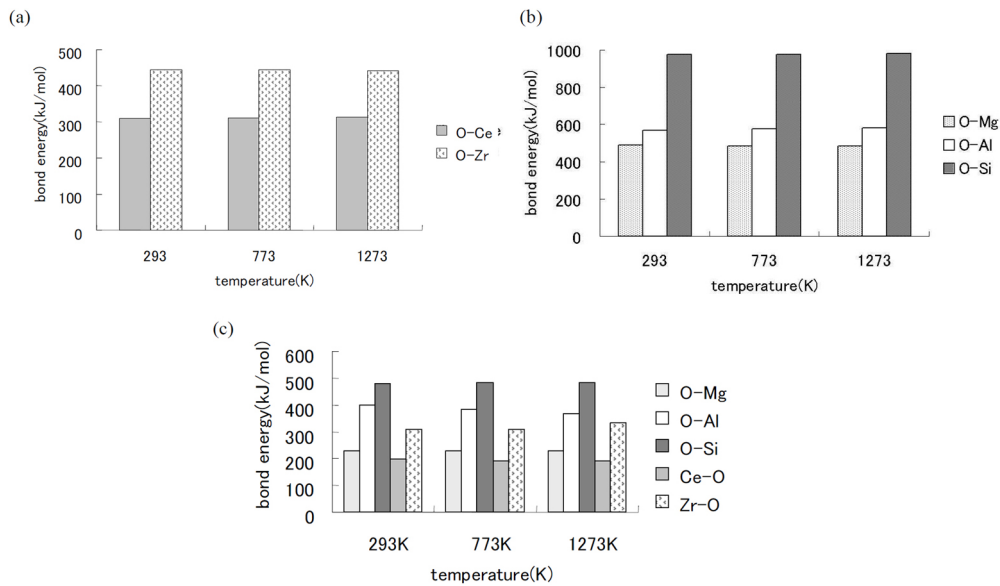 (a)
500
400
300
200
100
0
bond energy(kJ/mol)
293 773 1273
temperature(K)
O-Ce
O-Zr
(b)
1000
800
600
400
200
0
bond energy(kJ/mol)
293 773 1273
temperature(K)
O-Mg
O-Al
O-Si
(c)
600
500
400
300
200
100
0
bond energy(kJ/mol)
293K 773K 1273K
temperature(K)
O-Mg
O-Al
O-Si
Ce-O
Zr-O